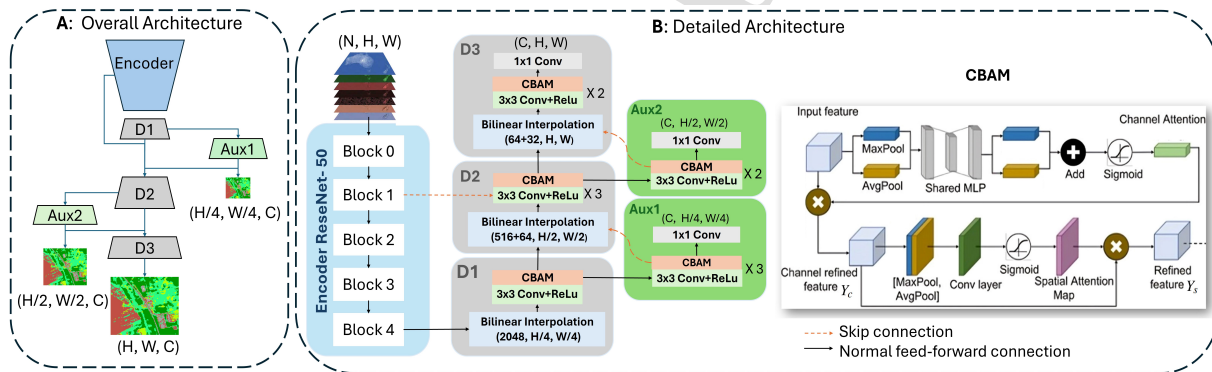 A: Overall Architecture
Encoder
D1
Aux1
(H/4, W/4, C)
D2
Aux2
D3
(H/2, W/2, C)
(H, W, C)
B: Detailed Architecture
(N, H, W)
Encoder ReseNet- 50
Block 0
Block 1
Block 2
Block 3
Block 4
D3
(C, H, W)
1x1 Conv
CBAM
3x3 Conv+Relu
X 2
Bilinear Interpolation
(64+32, H, W)
D2
CBAM
3x3 Conv+ReLu
X 3
Bilinear Interpolation
(516+64, H/2, W/2)
D1
CBAM
3x3 Conv+ReLu
Bilinear Interpolation
(2048, H/4, W/4)
Aux2
(C, H/2, W/2)
1x1 Conv
CBAM
3x3 Conv+ReLu
X 2
Aux1
(C, H/4, W/4)
1x1 Conv
CBAM
3x3 Conv+ReLu
X 3
CBAM
Input feature
MaxPool
AvgPool
Shared MLP
Add
Sigmoid
Channel Attention
Channel refined
feature Yc
[MaxPool,
AvgPool]
Conv layer
Sigmoid
Spatial Attention
Map
Refined
feature Ys
Skip connection
Normal feed-forward connection